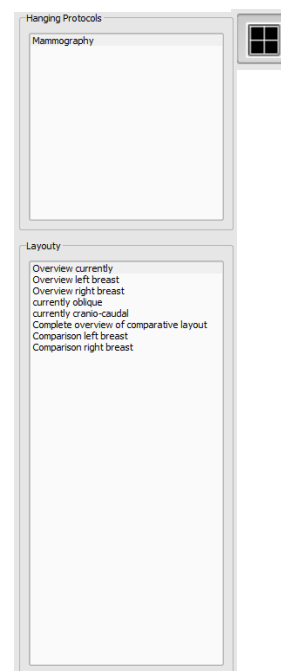 Hanging Protocols
Mammography
Layouty
Overview currently
Overview left breast
Overview right breast
currently oblique
currently cranio-caudal
Complete overview of comparative layout
Comparison left breast
Comparison right breast